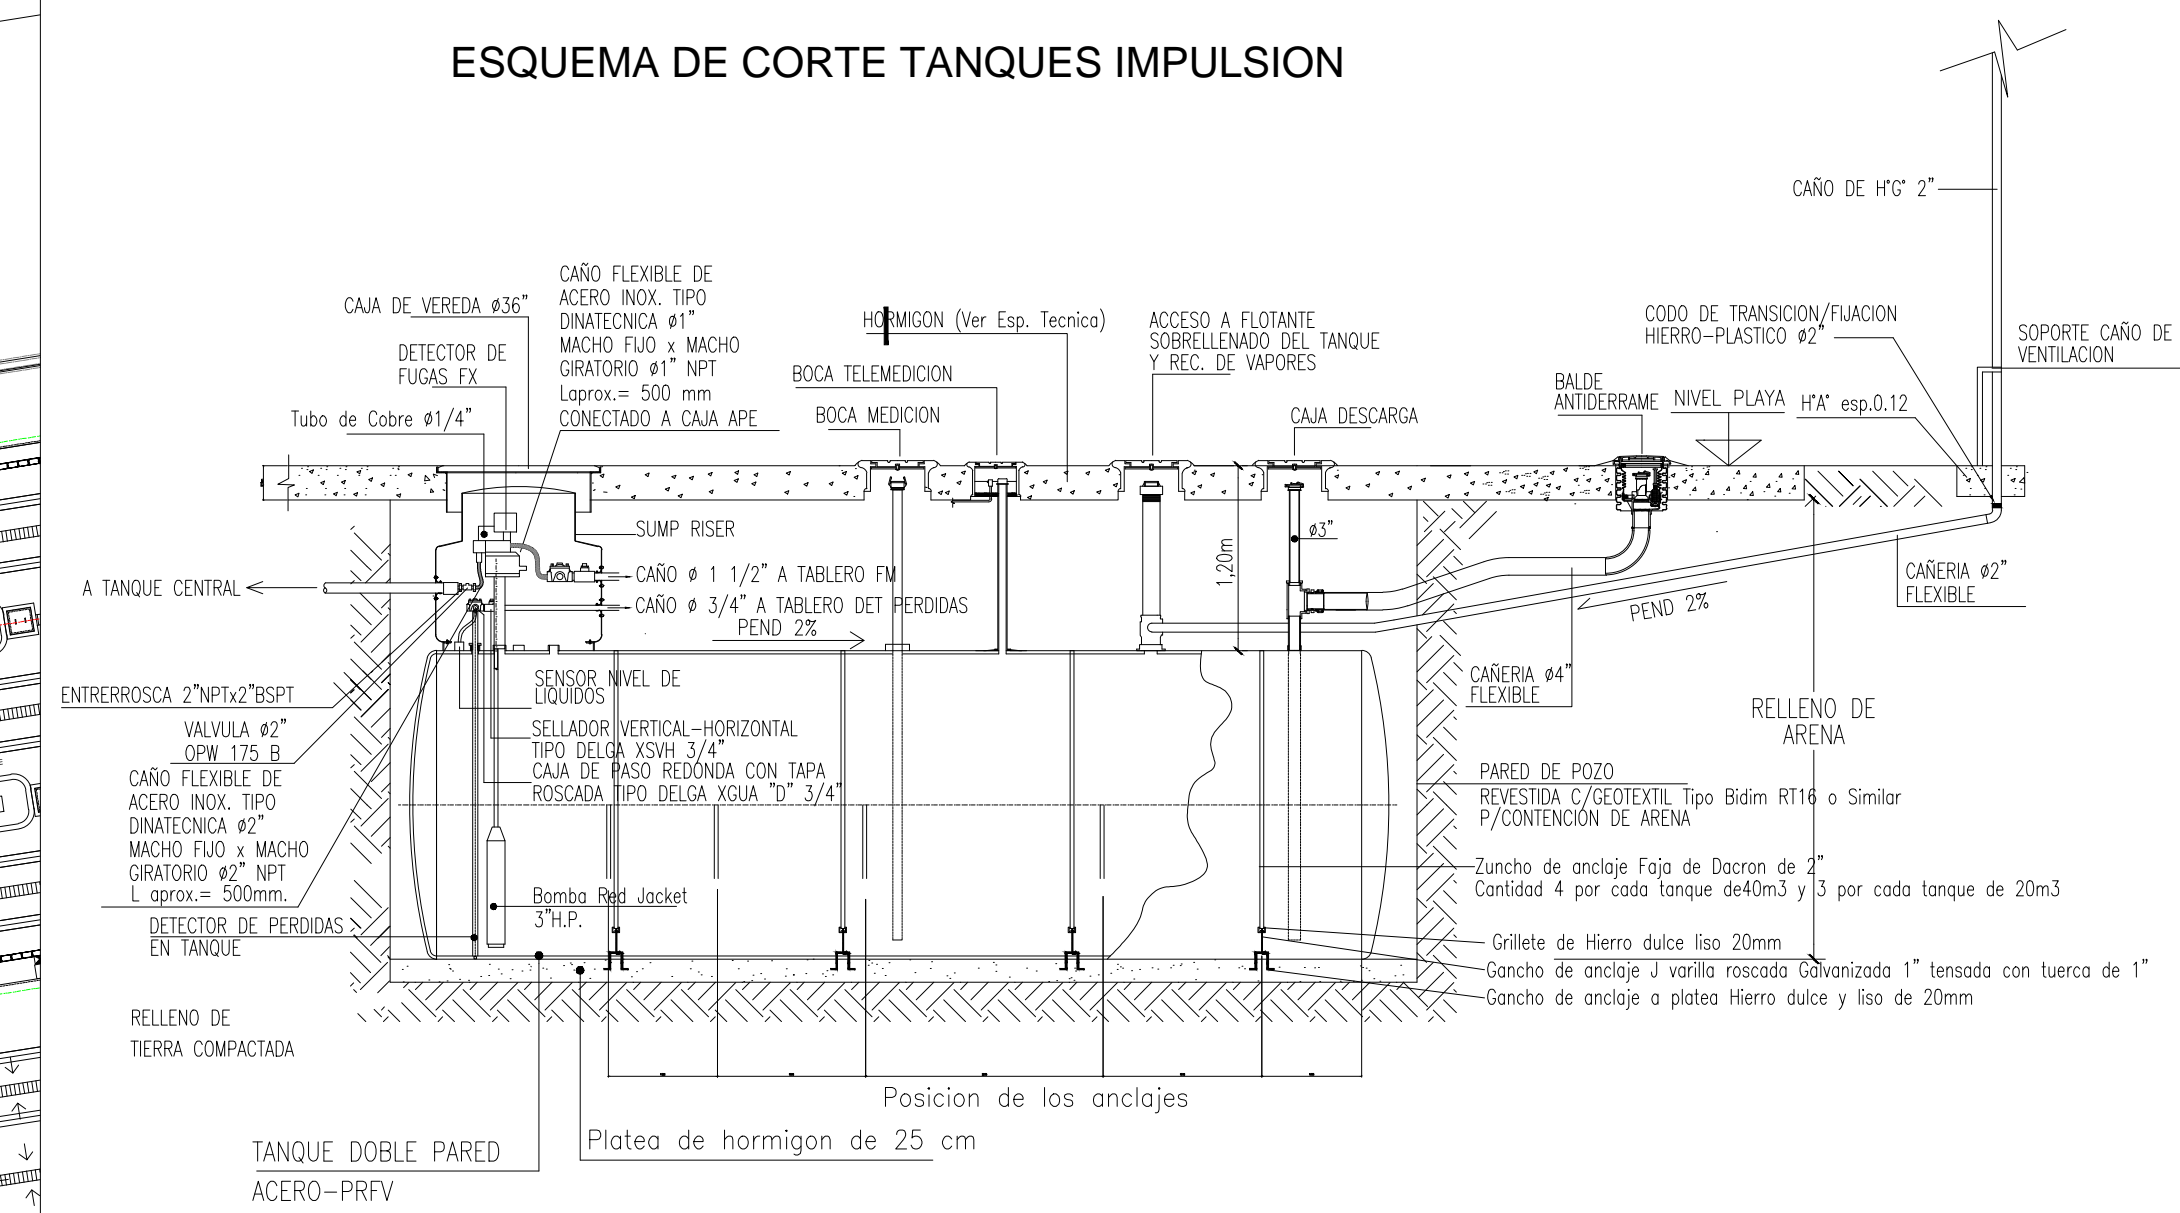 ESQUEMA DE CORTE TANQUES IMPULSION
CAÑO DE H°G° 2"
CAÑO FLEXIBLE DE
ACERO INOX. TIPO
DINATECNICA ø1"
MACHO FIJO x MACHO
GIRATORIO ø1" NPT
Laprox.= 500 mm
CONECTADO A CAJA APE
CAJA DE VEREDA ø36"
DETECTOR DE
FUGAS FX
Tubo de Cobre ø1/4"
HORMIGON (Ver Esp. Tecnica)
BOCA TELEMEDICION
BOCA MEDICION
ACCESO A FLOTANTE
SOBRELLENADO DEL TANQUE
Y REC. DE VAPORES
CAJA DESCARGA
CODO DE TRANSICION/FIJACION
HIERRO-PLASTICO ø2"
SOPORTE CAÑO DE
VENTILACION
BALDE
ANTIDERRAME
NIVEL PLAYA
H°A° esp.0.12
SUMP RISER
ø3"
1,20m
A TANQUE CENTRAL
CAÑO ø 1 1/2" A TABLERO FM
CAÑO ø 3/4" A TABLERO DET PERDIDAS
PEND 2%
PEND 2%
CAÑERIA ø2"
FLEXIBLE
CAÑERIA ø4"
FLEXIBLE
RELLENO DE
ARENA
ENTRERROSCA 2"NPTx2"BSPT
VALVULA ø2"
OPW 175 B
CAÑO FLEXIBLE DE
ACERO INOX. TIPO
DINATECNICA ø2"
MACHO FIJO x MACHO
GIRATORIO ø2" NPT
L aprox.= 500mm.
DETECTOR DE PERDIDAS
EN TANQUE
SENSOR NIVEL DE
LIQUIDOS
SELLADOR VERTICAL-HORIZONTAL
TIPO DELGA XSVH 3/4"
CAJA DE PASO REDONDA CON TAPA
ROSCADA TIPO DELGA XGUA "D" 3/4"
Bomba Red Jacket
3"H.P.
PARED DE POZO
REVESTIDA C/GEOTEXTIL Tipo Bidim RT16 o Similar
P/CONTENCION DE ARENA
Zuncho de anclaje Faja de Dacron de 2"
Cantidad 4 por cada tanque de40m3 y 3 por cada tanque de 20m3
Grillete de Hierro dulce liso 20mm
Gancho de anclaje J varilla roscada Galvanizada 1" tensada con tuerca de 1"
Gancho de anclaje a platea Hierro dulce y liso de 20mm
RELLENO DE
TIERRA COMPACTADA
Posicion de los anclajes
Platea de hormigon de 25 cm
TANQUE DOBLE PARED
ACERO-PRFV